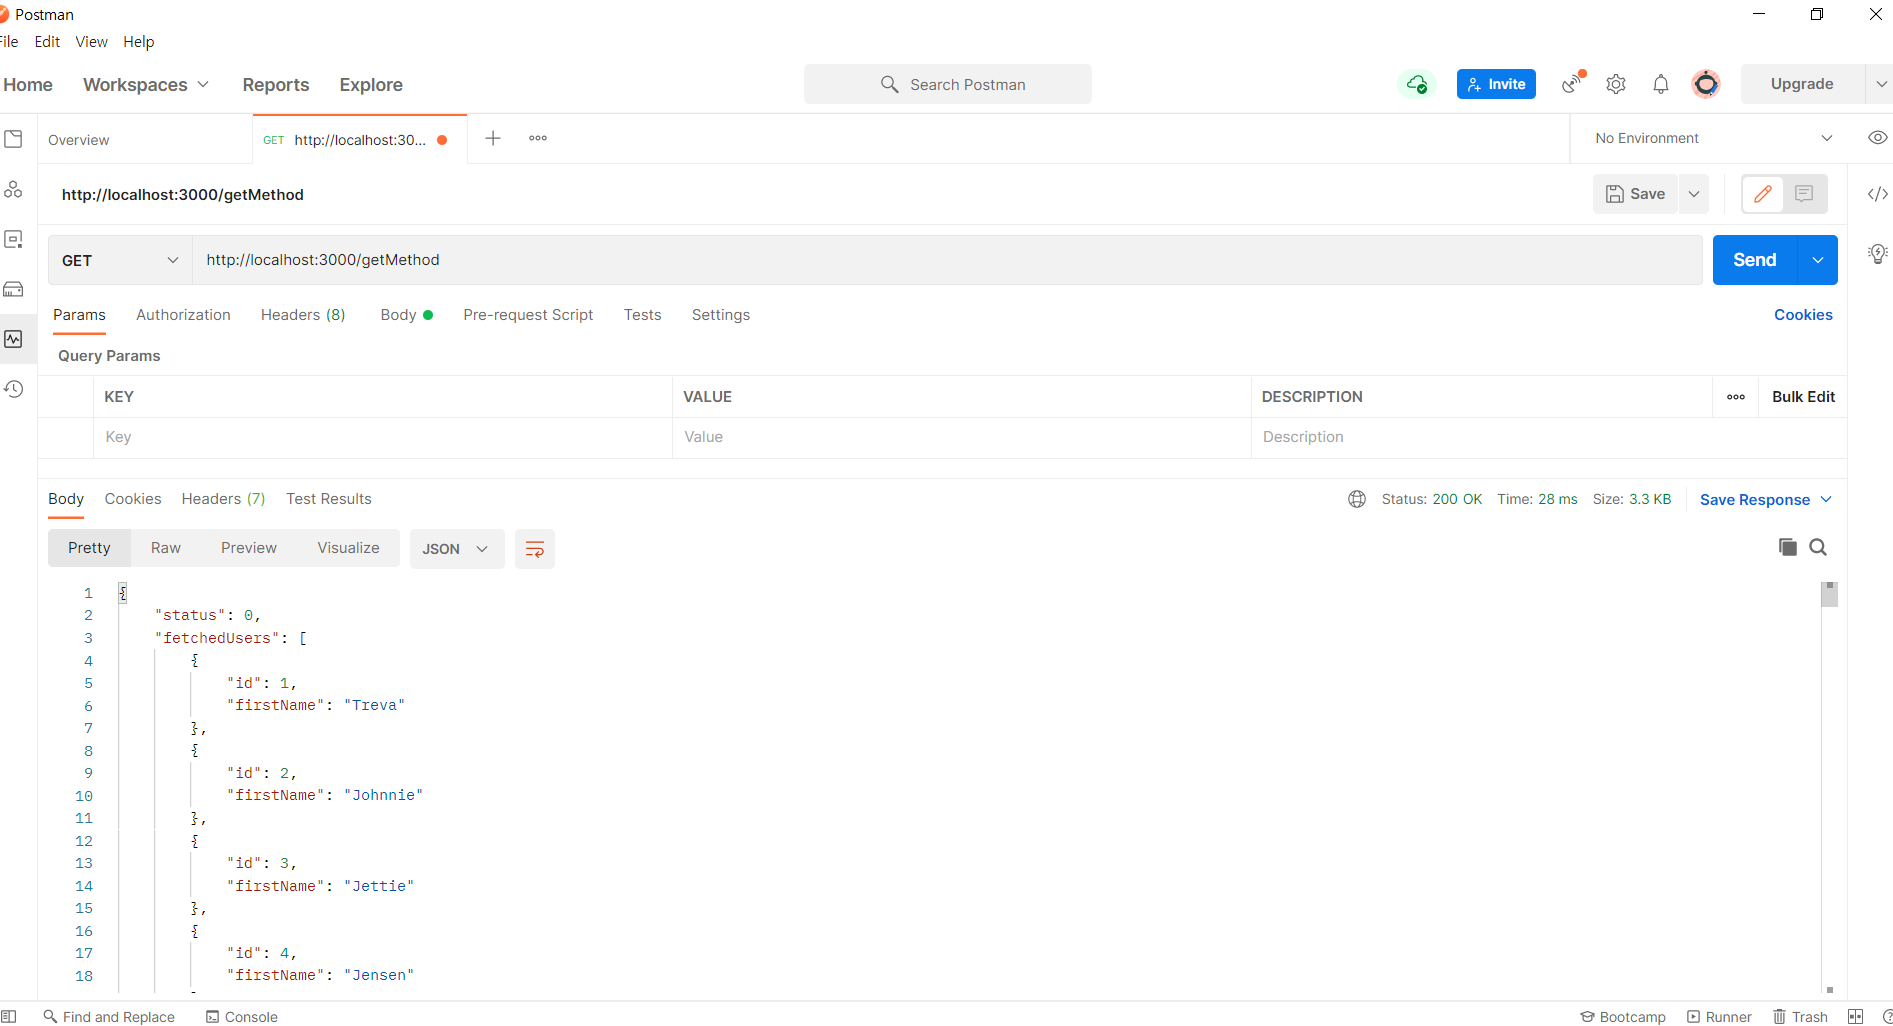 Postman
File Edit View Help
Home Workspaces Reports Explore Search Postman Invite Upgrade
Overview GET http://localhost:30... No Environment
http://localhost:3000/getMethod Save
GET http://localhost:3000/getMethod Send
Params Authorization Headers (8) Body Pre-request Script Tests Settings Cookies
Query Params
KEY VALUE DESCRIPTION Bulk Edit
Key Value Description
Body Cookies Headers (7) Test Results Status: 200 OK Time: 28 ms Size: 3.3 KB Save Response
Pretty Raw Preview Visualize JSON
1 {
2 "status": 0,
3 "fetchedUsers": [
4 {
5 "id": 1,
6 "firstName": "Treva"
7 },
8 {
9 "id": 2,
10 "firstName": "Johnnie"
11 },
12 {
13 "id": 3,
14 "firstName": "Jettie"
15 },
16 {
17 "id": 4,
18 "firstName": "Jensen"
Find and Replace Console Bootcamp Runner Trash